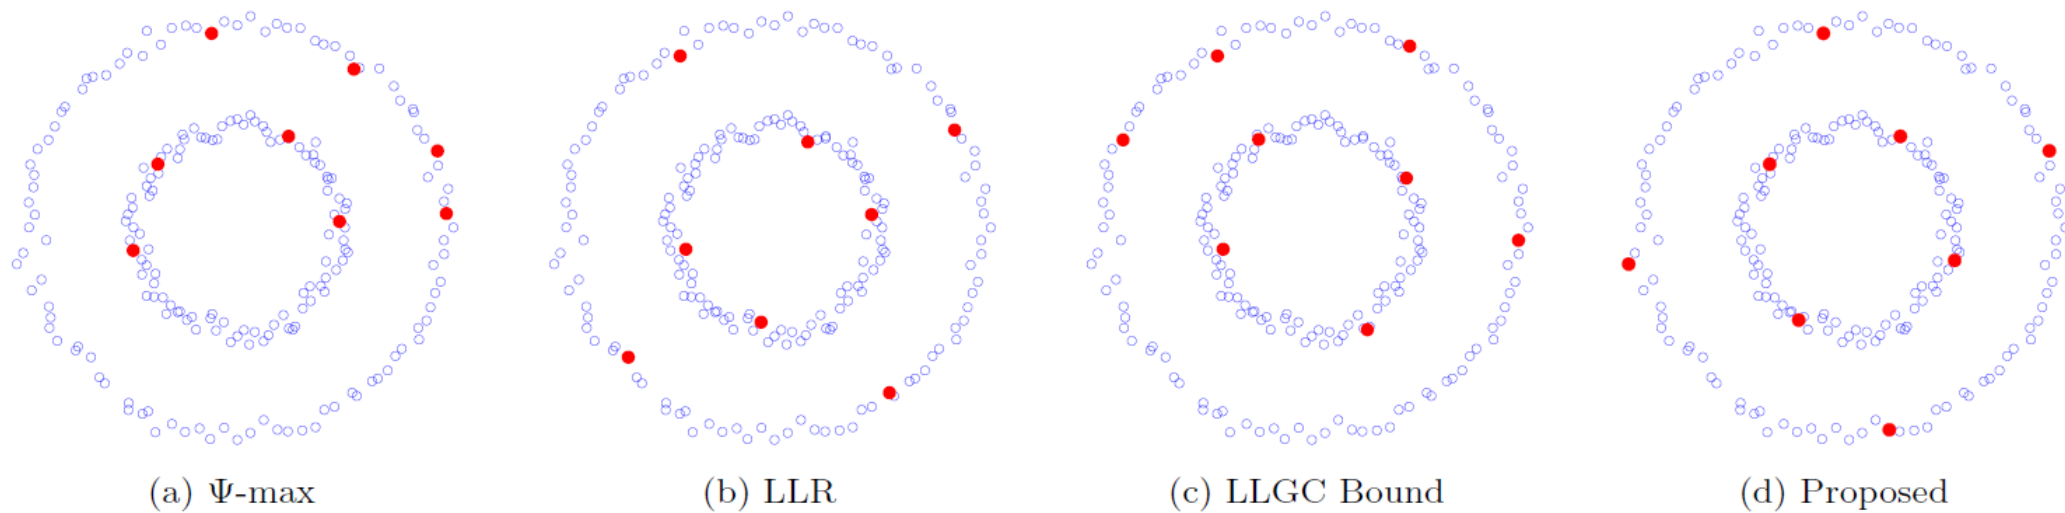 (a) Ψ-max
(b) LLR
(c) LLGC Bound
(d) Proposed